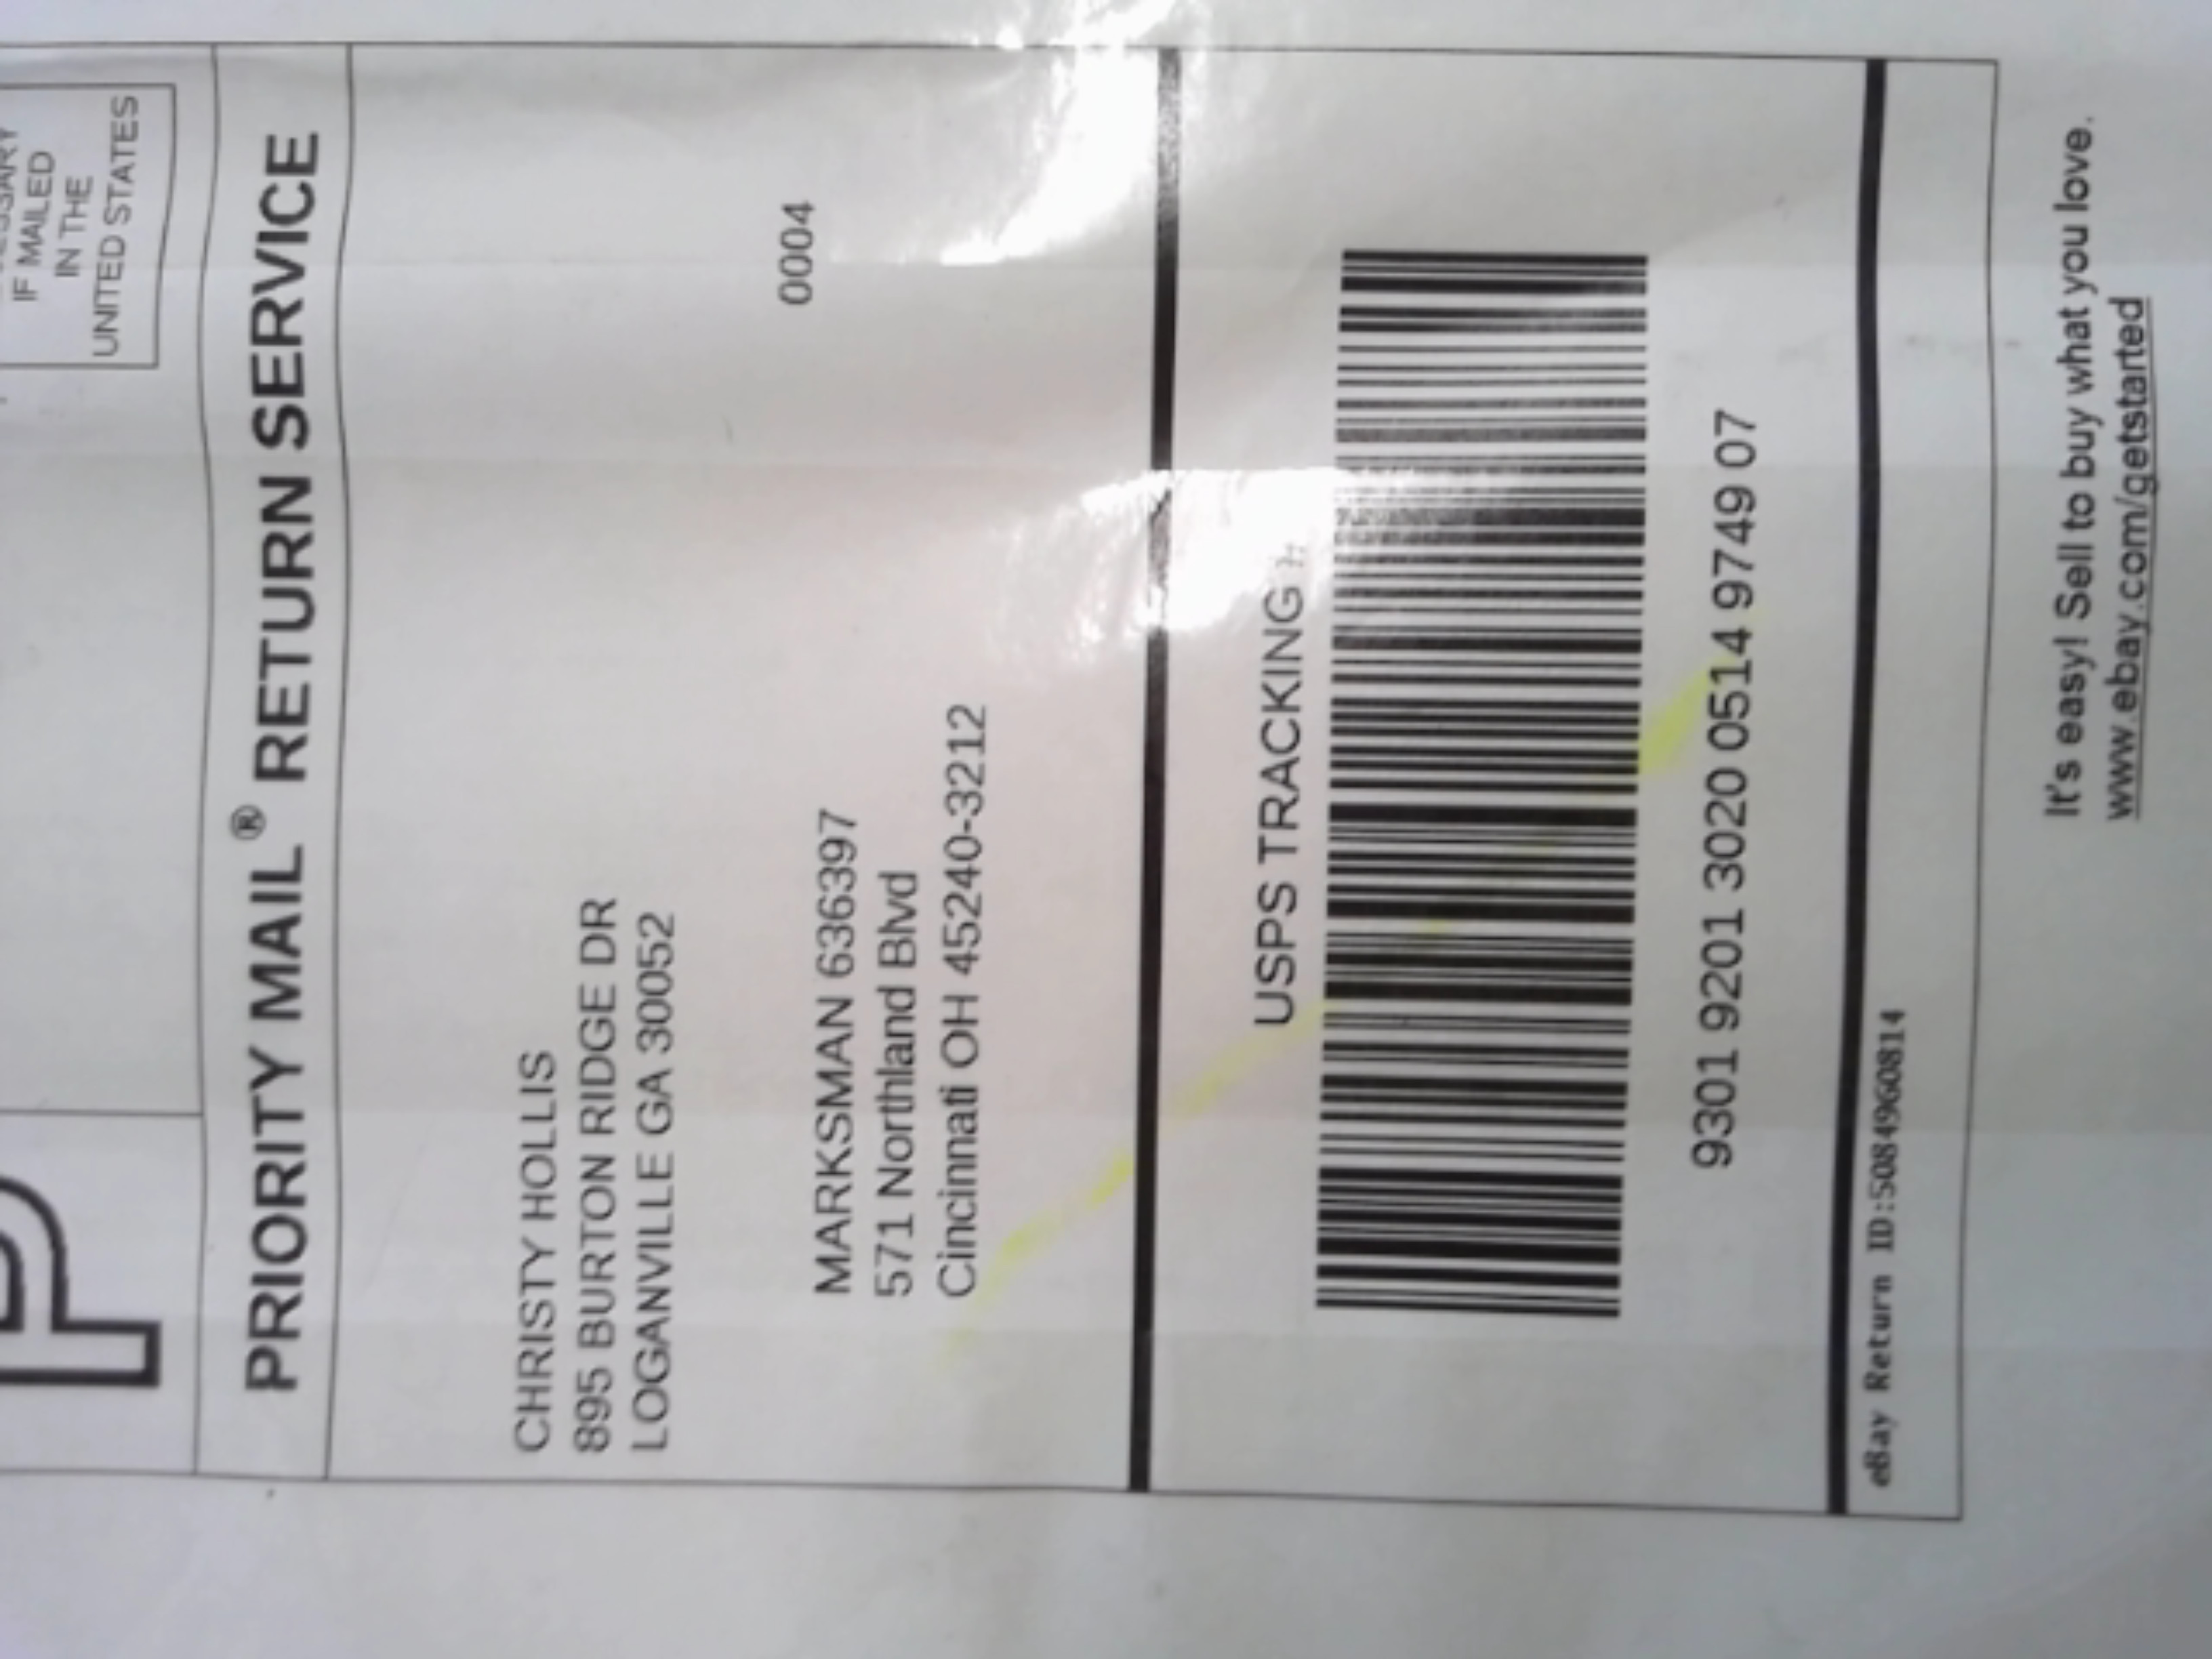 P
IF MAILED
IN THE
UNITED STATES
PRIORITY MAIL® RETURN SERVICE
CHRISTY HOLLIS
895 BURTON RIDGE DR
LOGANVILLE GA 30052
0004
MARKSMAN 6363397
571 Northland Blvd
Cincinnati OH 45240-3212
USPS TRACKING #
9301 9201 3020 0514 9749 07
eBay Return ID:5084960814
It's easy! Sell to buy what you love.
www.ebay.com/getstarted